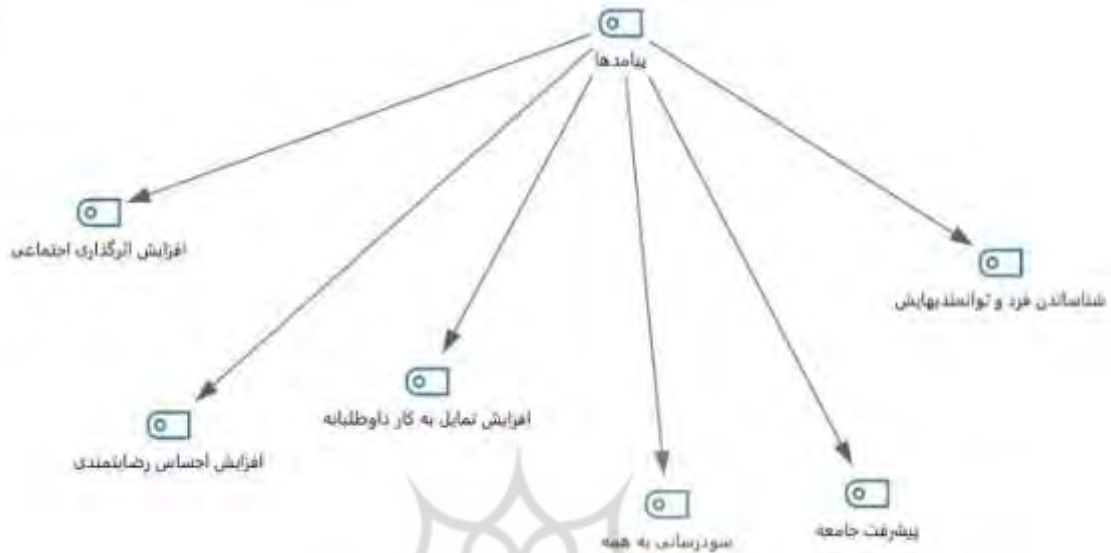 پیامدها
افزایش اثرگذاری اجتماعی
شناساندن فرد و توانمندیهایش
افزایش تمایل به کار داوطلبانه
افزایش احساس رضایتمندی
پیشرفت جامعه
سودرسانی به همه